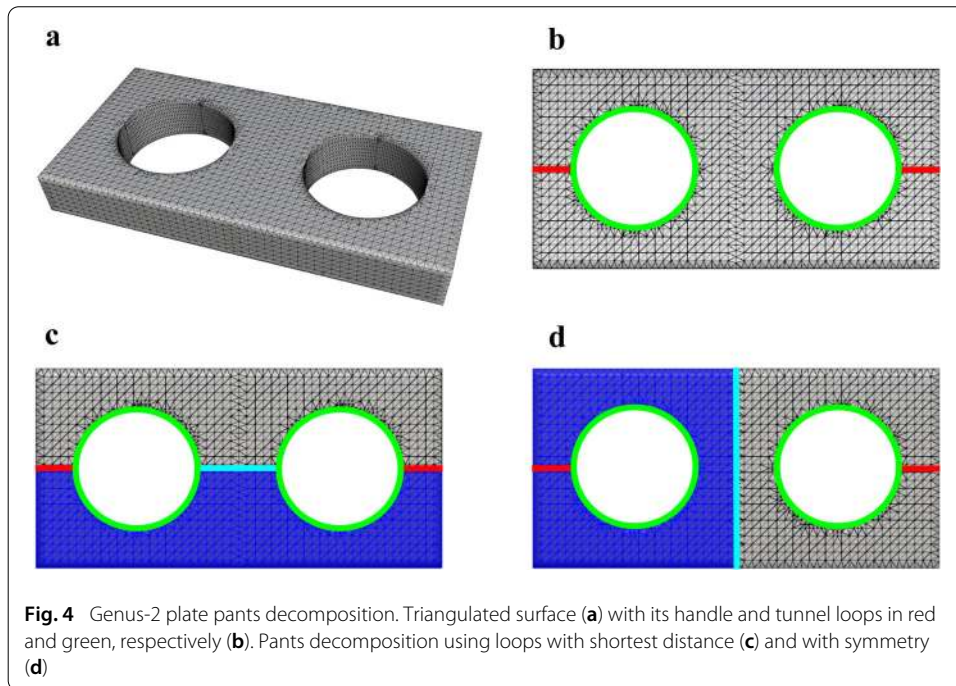 a
b
c
d
Fig. 4 Genus-2 plate pants decomposition. Triangulated surface (a) with its handle and tunnel loops in red
and green, respectively (b). Pants decomposition using loops with shortest distance (c) and with symmetry
(d)